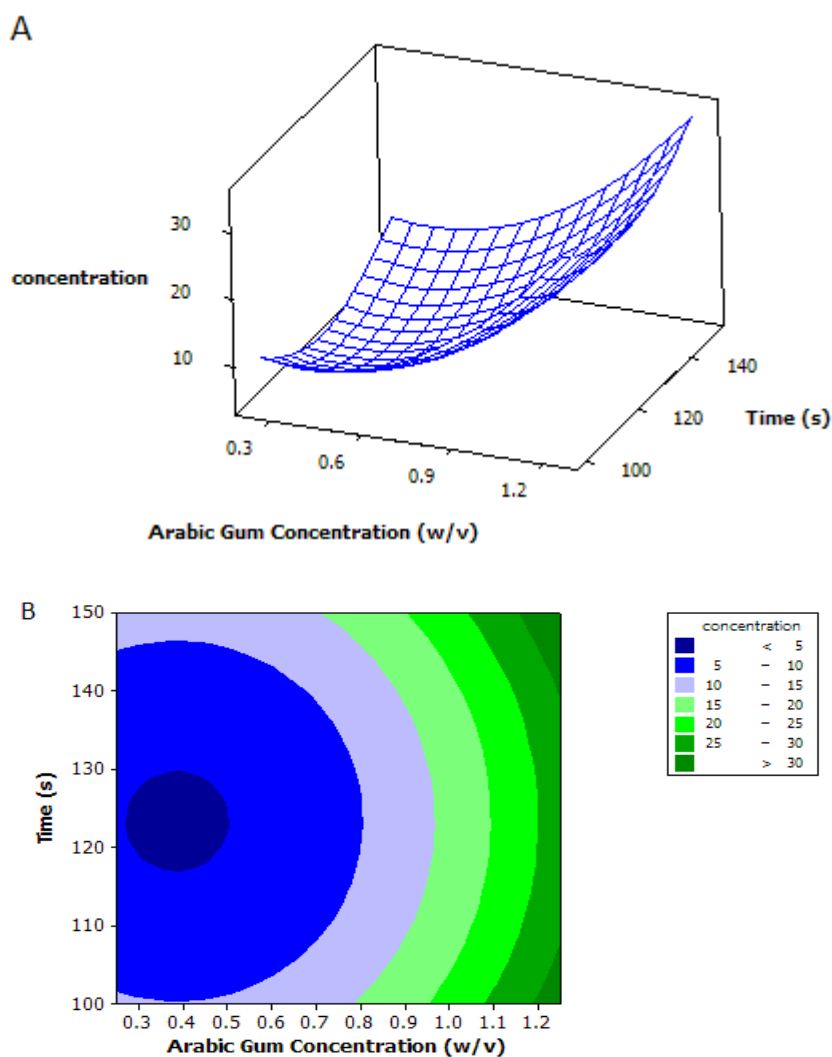 A
30
concentration
20
10
0.3
0.6
0.9
1.2
100
120
140
Time (s)
Arabic Gum Concentration (w/v)
B
150
140
130
120
110
100
Time (s)
0.3 0.4 0.5 0.6 0.7 0.8 0.9 1.0 1.1 1.2
Arabic Gum Concentration (w/v)
concentration
< 5
5 – 10
10 – 15
15 – 20
20 – 25
25 – 30
> 30